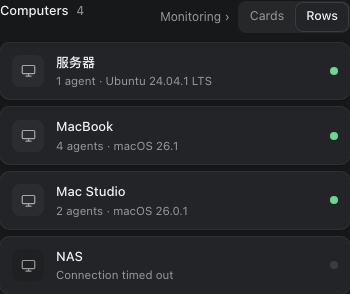 Computers 4
Monitoring ›
Cards
Rows
服务器
1 agent · Ubuntu 24.04.1 LTS
MacBook
4 agents · macOS 26.1
Mac Studio
2 agents · macOS 26.0.1
NAS
Connection timed out